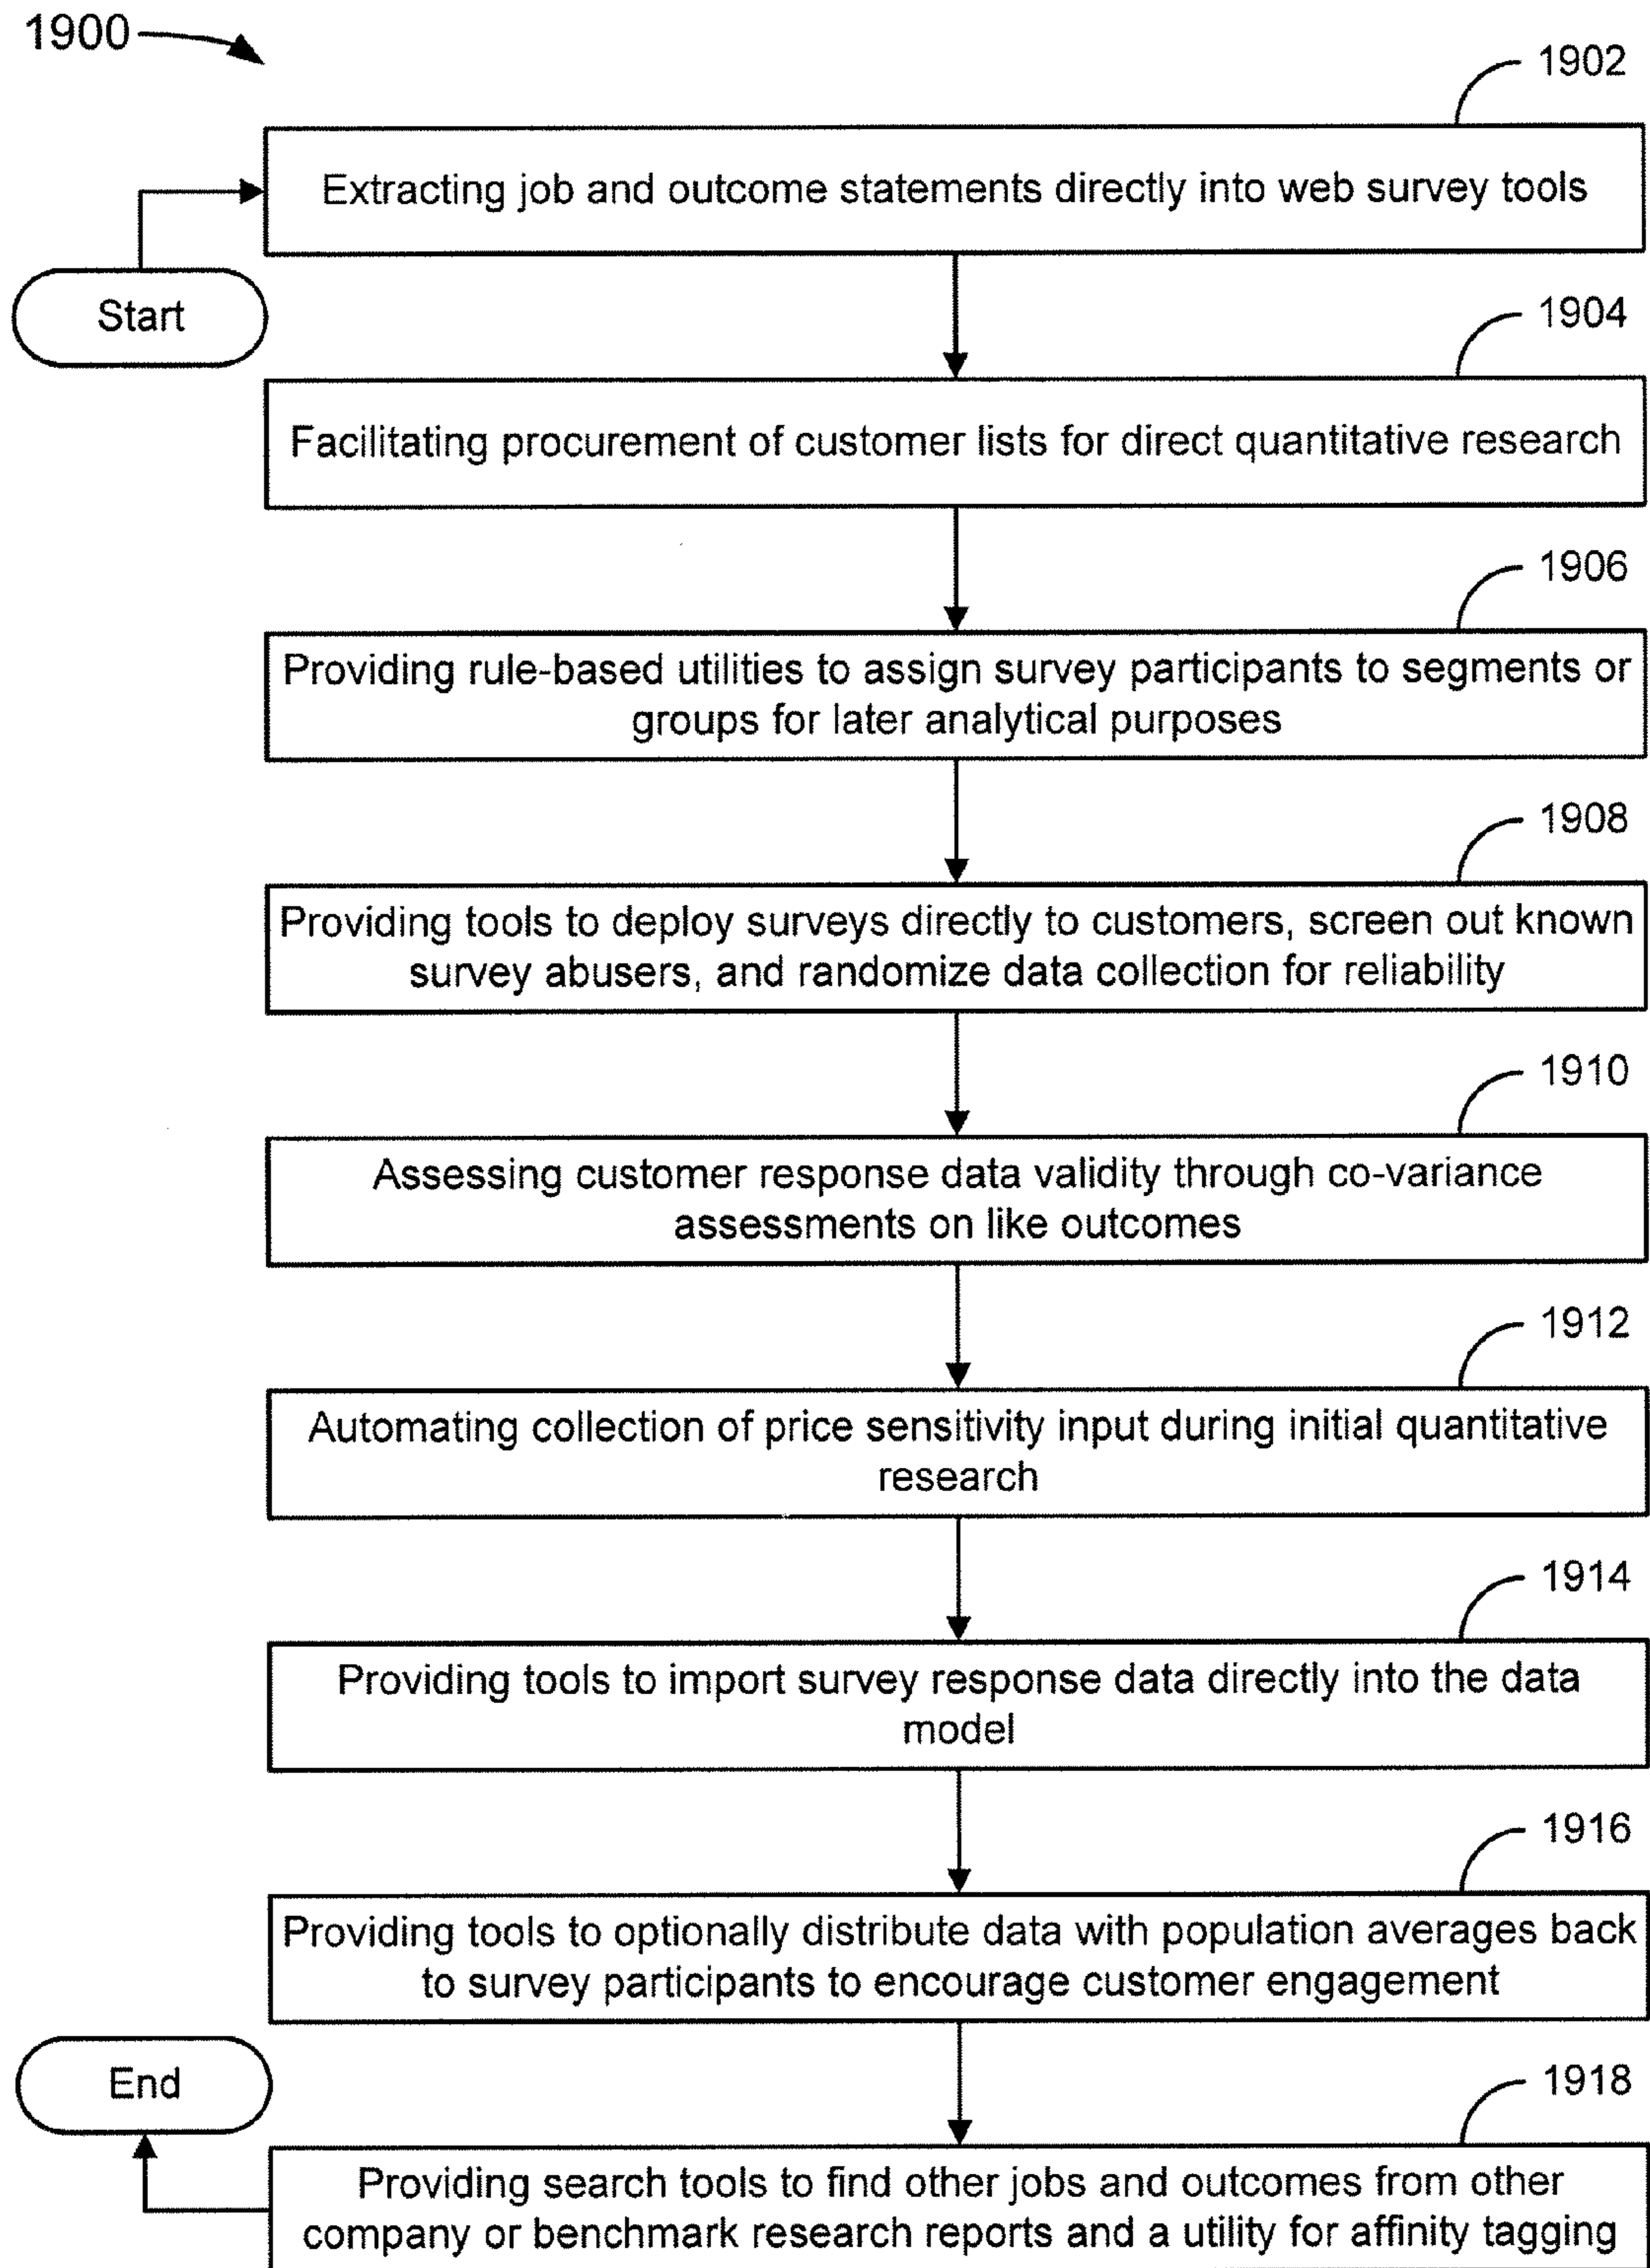 1900
1902
Extracting job and outcome statements directly into web survey tools
Start
1904
Facilitating procurement of customer lists for direct quantitative research
1906
Providing rule-based utilities to assign survey participants to segments or
groups for later analytical purposes
1908
Providing tools to deploy surveys directly to customers, screen out known
survey abusers, and randomize data collection for reliability
1910
Assessing customer response data validity through co-variance
assessments on like outcomes
1912
Automating collection of price sensitivity input during initial quantitative
research
1914
Providing tools to import survey response data directly into the data
model
1916
Providing tools to optionally distribute data with population averages back
to survey participants to encourage customer engagement
End
1918
Providing search tools to find other jobs and outcomes from other
company or benchmark research reports and a utility for affinity tagging